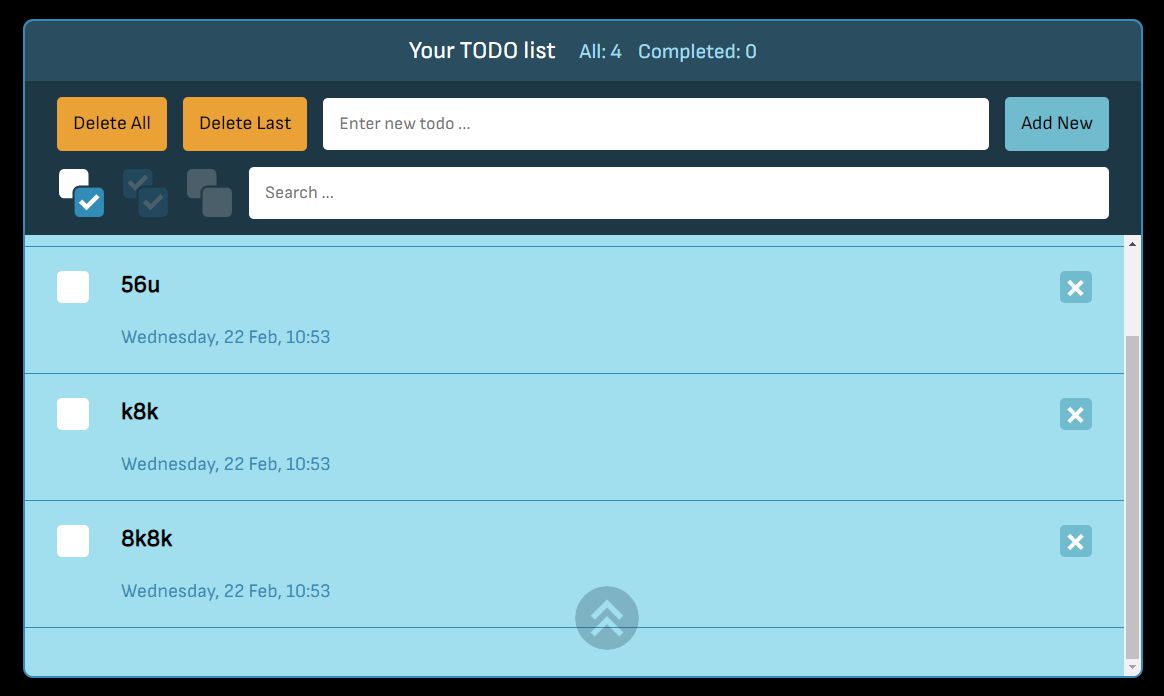 Your TODO list All: 4 Completed: 0
Delete All Delete Last Enter new todo ... Add New
Search ...
56u
Wednesday, 22 Feb, 10:53
k8k
Wednesday, 22 Feb, 10:53
8k8k
Wednesday, 22 Feb, 10:53